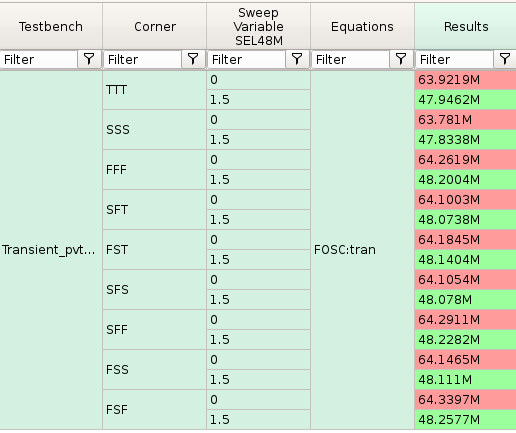 Testbench Corner Sweep Variable SEL48M Equations Results
Filter Filter Filter Filter Filter
Transient_pvt... TTT 0 FOSC:tran 63.9219M
1.5 47.9462M
SSS 0 63.781M
1.5 47.8338M
FFF 0 64.2619M
1.5 48.2004M
SFT 0 64.1003M
1.5 48.0738M
FST 0 64.1845M
1.5 48.1404M
SFS 0 64.1054M
1.5 48.078M
SFF 0 64.2911M
1.5 48.2282M
FSS 0 64.1465M
1.5 48.111M
FSF 0 64.3397M
1.5 48.2577M